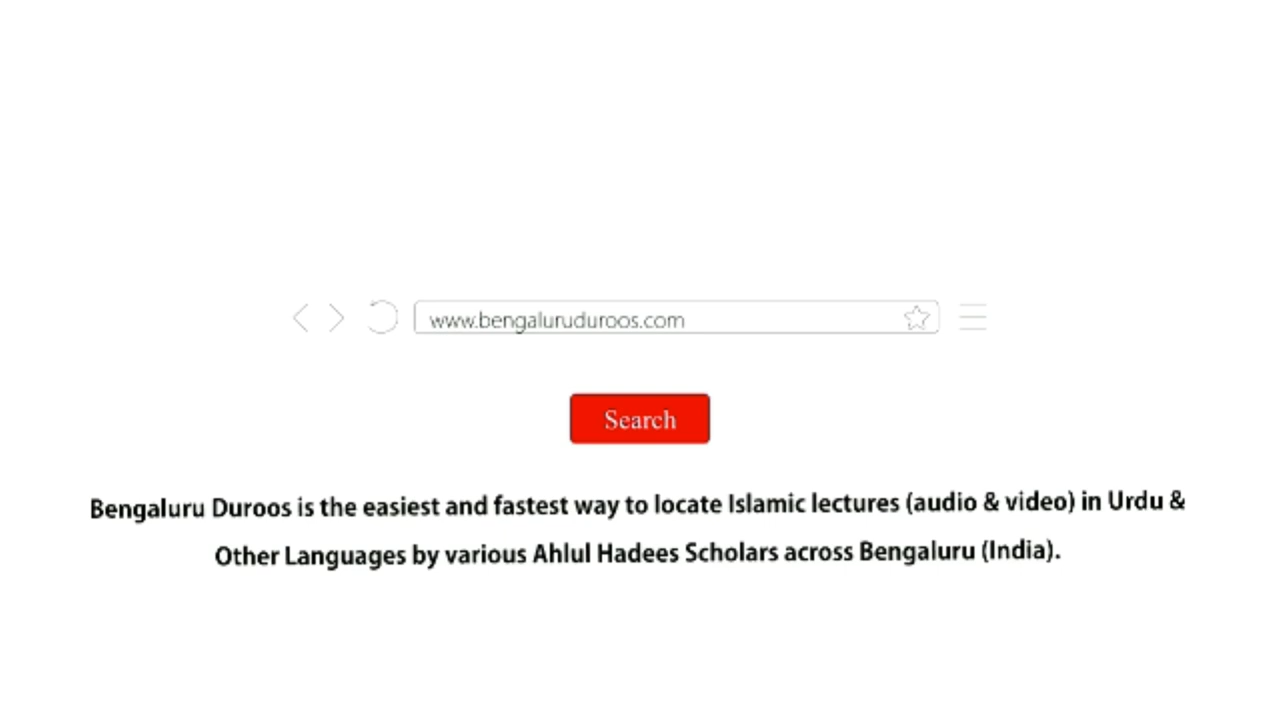 www.bengaluruduroos.com
Search
Bengaluru Duroos is the easiest and fastest way to locate Islamic lectures (audio & video) in Urdu &
Other Languages by various Ahlul Hadees Scholars across Bengaluru (India).